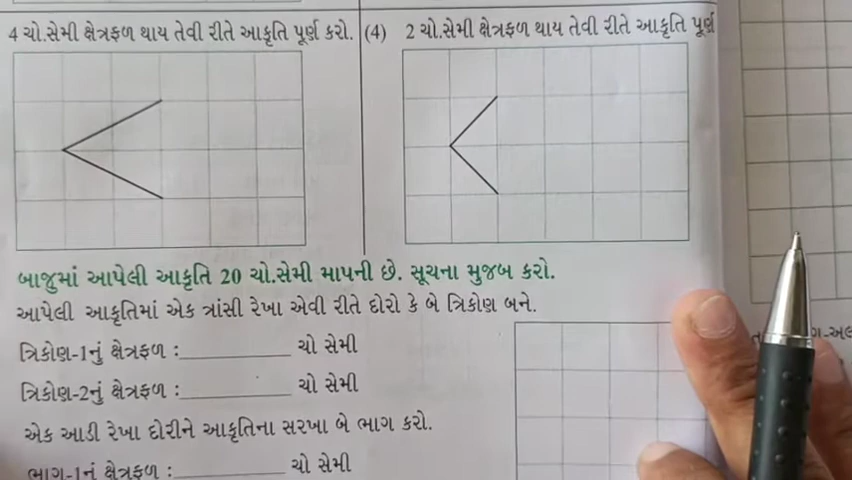 4 ચો.સેમી ક્ષેત્રફળ થાય તેવી રીતે આકૃતિ પૂર્ણ કરો.
(4) 2 ચો.સેમી ક્ષેત્રફળ થાય તેવી રીતે આકૃતિ પૂર્ણ
બાજુમાં આપેલી આકૃતિ 20 ચો.સેમી માપની છે. સૂચના મુજબ કરો.
આપેલી આકૃતિમાં એક ત્રાંસી રેખા એવી રીતે દોરો કે બે ત્રિકોણ બને.
ત્રિકોણ-1નું ક્ષેત્રફળ :__________ ચો સેમી
ત્રિકોણ-2નું ક્ષેત્રફળ :__________ ચો સેમી
એક આડી રેખા દોરીને આકૃતિના સરખા બે ભાગ કરો.
ભાગ-1નું ક્ષેત્રફળ :__________ ચો સેમી